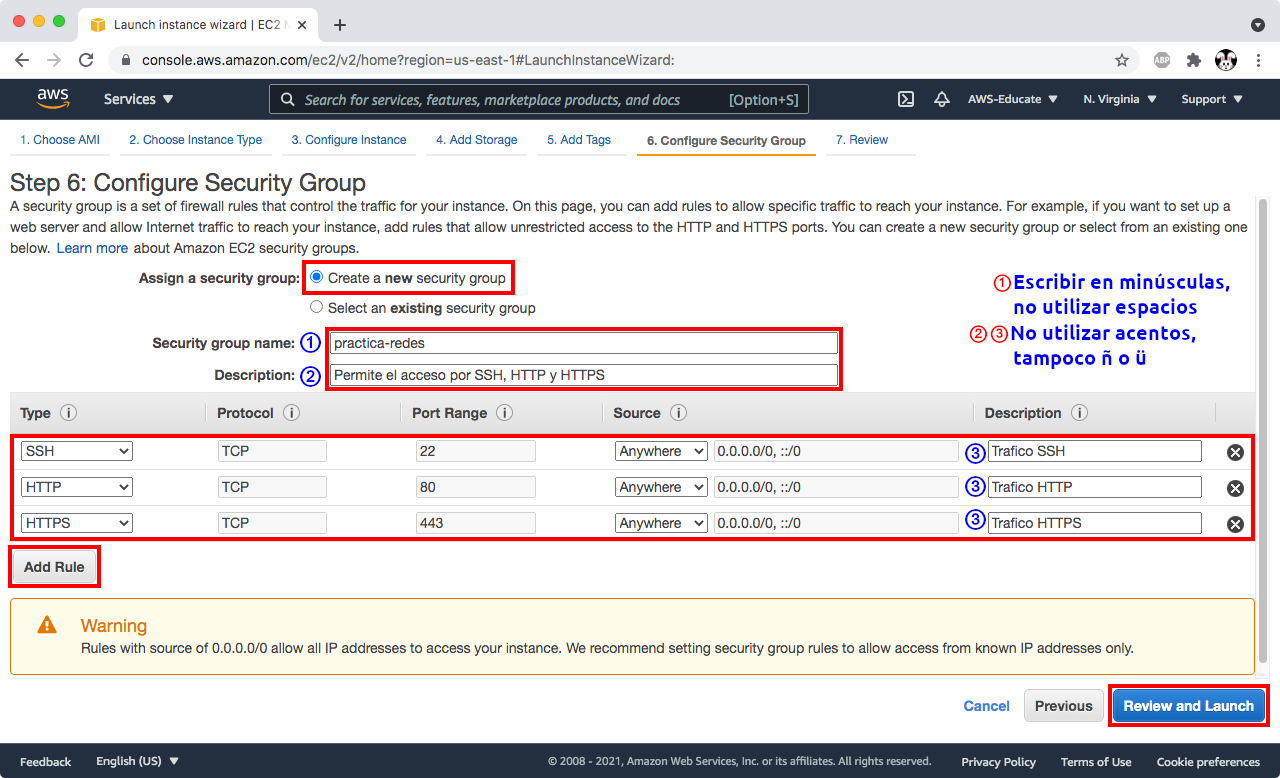 Launch instance wizard | EC2 M
console.aws.amazon.com/ec2/v2/home?region=us-east-1#LaunchInstanceWizard:
ABP
aws Services Search for services, features, marketplace products, and docs [Option+S] AWS-Educate N. Virginia Support
1. Choose AMI 2. Choose Instance Type 3. Configure Instance 4. Add Storage 5. Add Tags 6. Configure Security Group 7. Review
Step 6: Configure Security Group
A security group is a set of firewall rules that control the traffic for your instance. On this page, you can add rules to allow specific traffic to reach your instance. For example, if you want to set up a
web server and allow Internet traffic to reach your instance, add rules that allow unrestricted access to the HTTP and HTTPS ports. You can create a new security group or select from an existing one
below. Learn more about Amazon EC2 security groups.
Assign a security group: Create a new security group
Select an existing security group
① Escribir en minúsculas,
no utilizar espacios
② ③ No utilizar acentos,
tampoco ñ o ü
Security group name: ① practica-redes
Description: ② Permite el acceso por SSH, HTTP y HTTPS
Type i Protocol i Port Range i Source i Description i
SSH TCP 22 Anywhere 0.0.0.0/0, ::/0 ③ Trafico SSH
HTTP TCP 80 Anywhere 0.0.0.0/0, ::/0 ③ Trafico HTTP
HTTPS TCP 443 Anywhere 0.0.0.0/0, ::/0 ③ Trafico HTTPS
Add Rule
Warning
Rules with source of 0.0.0.0/0 allow all IP addresses to access your instance. We recommend setting security group rules to allow access from known IP addresses only.
Cancel Previous Review and Launch
Feedback English (US) © 2008 - 2021, Amazon Web Services, Inc. or its affiliates. All rights reserved. Privacy Policy Terms of Use Cookie preferences